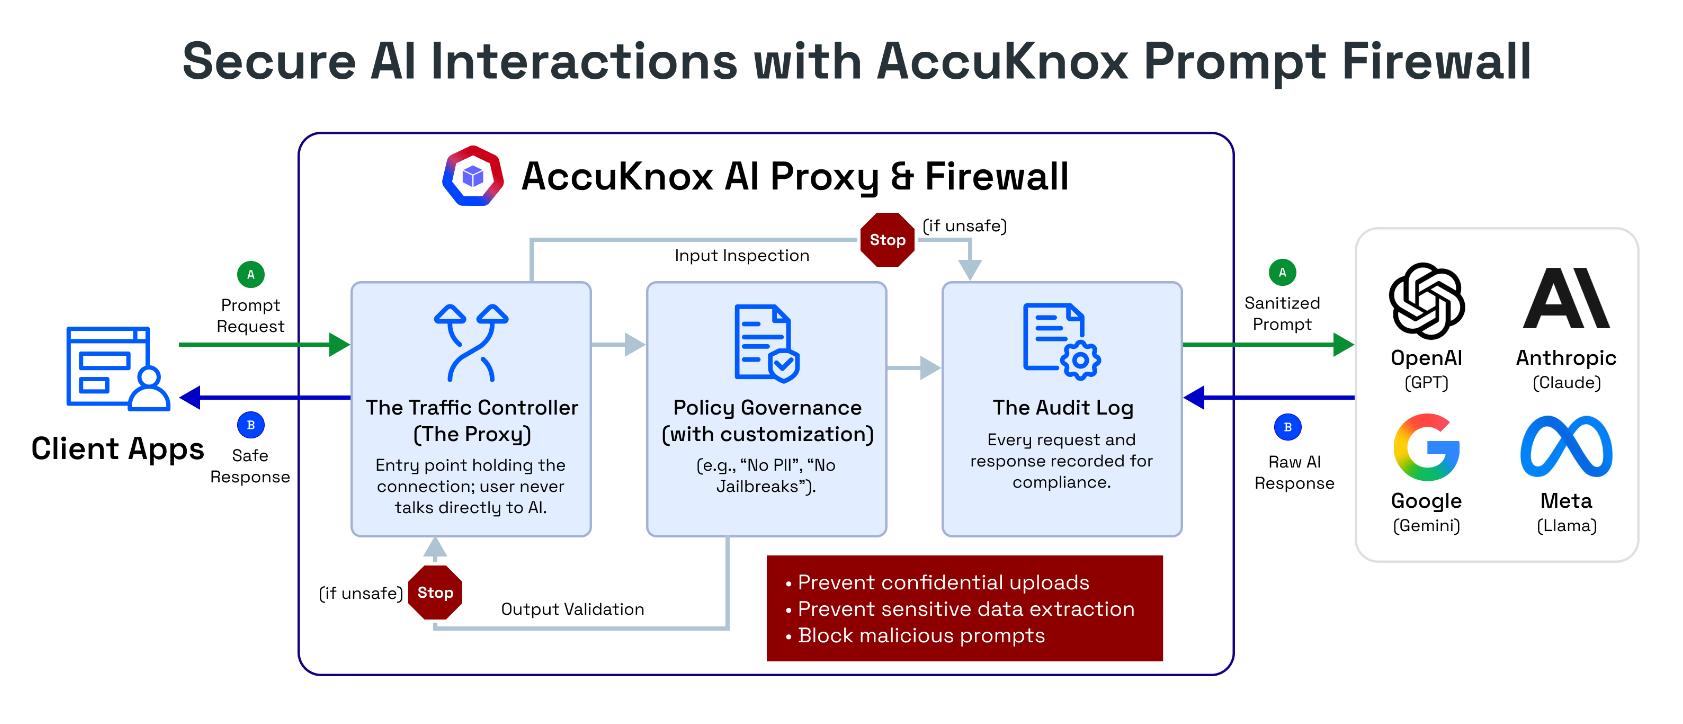 Secure AI Interactions with AccuKnox Prompt Firewall
AccuKnox AI Proxy & Firewall
Stop
(if unsafe)
Input Inspection
A
Prompt
Request
Client Apps
B
Safe
Response
The Traffic Controller
(The Proxy)
Entry point holding the
connection; user never
talks directly to AI.
Policy Governance
(with customization)
(e.g., “No PII”, “No
Jailbreaks”).
The Audit Log
Every request and
response recorded for
compliance.
A
Sanitized
Prompt
B
Raw AI
Response
OpenAI
(GPT)
Anthropic
(Claude)
Google
(Gemini)
Meta
(Llama)
(if unsafe)
Stop
Output Validation
• Prevent confidential uploads
• Prevent sensitive data extraction
• Block malicious prompts